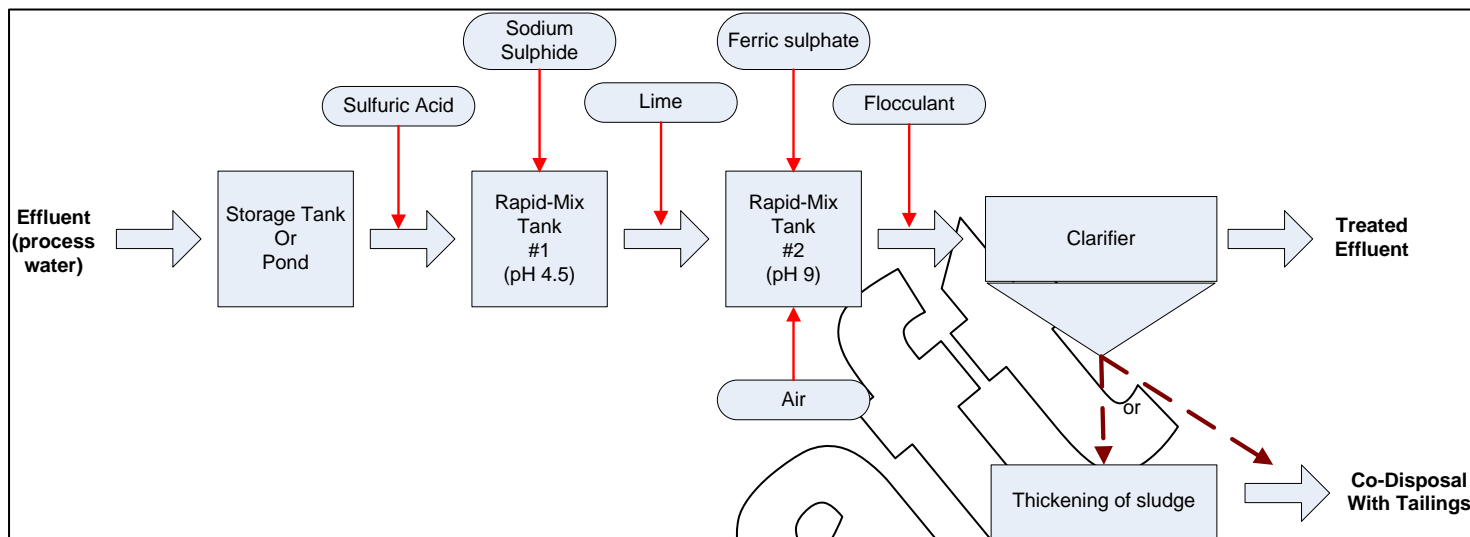 Sodium
Sulphide
Ferric sulphate
Sulfuric Acid
Lime
Flocculant
Effluent
(process
water)
Storage Tank
Or
Pond
Rapid-Mix
Tank
#1
(pH 4.5)
Rapid-Mix
Tank
#2
(pH 9)
Clarifier
Treated
Effluent
Air
or
Thickening of sludge
Co-Disposal
With Tailings